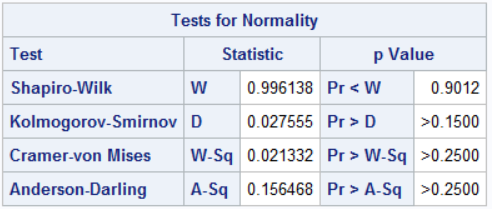 Tests for Normality
Test Statistic p Value
Shapiro-Wilk W 0.996138 Pr < W 0.9012
Kolmogorov-Smirnov D 0.027555 Pr > D >0.1500
Cramer-von Mises W-Sq 0.021332 Pr > W-Sq >0.2500
Anderson-Darling A-Sq 0.156468 Pr > A-Sq >0.2500